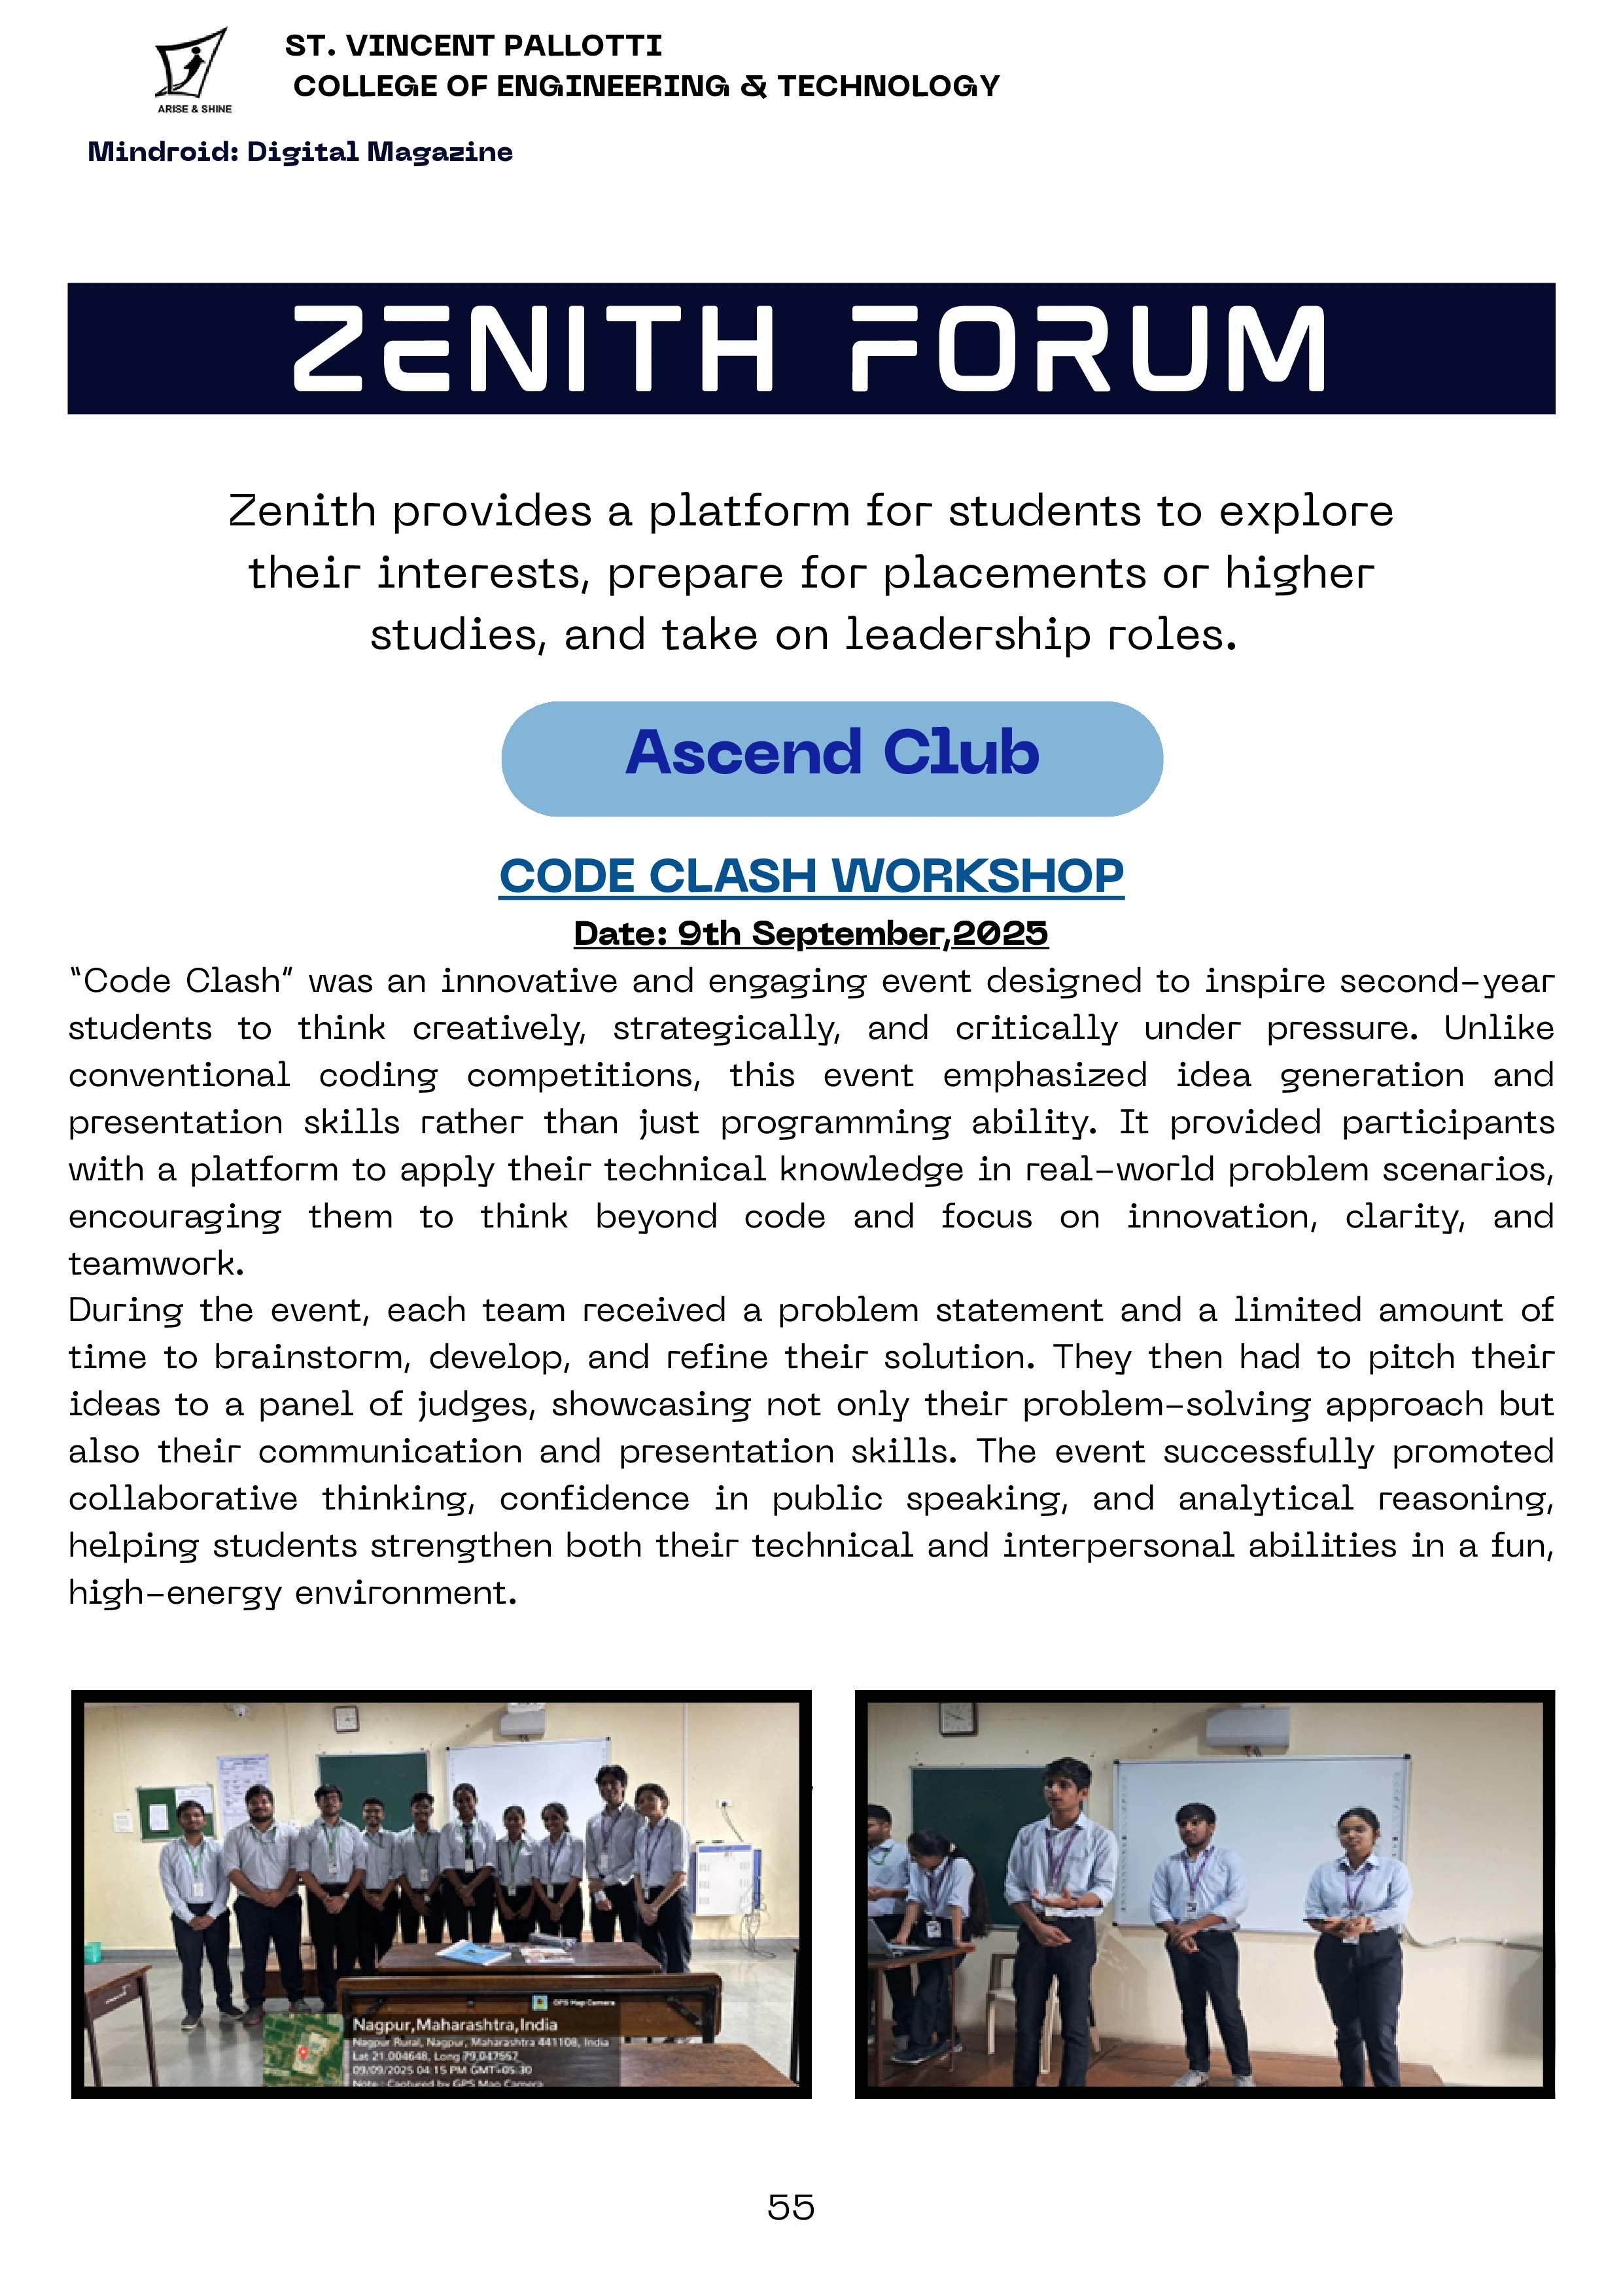 ARISE & SHINE
ST. VINCENT PALLOTTI
COLLEGE OF ENGINEERING & TECHNOLOGY
Mindroid: Digital Magazine
ZENITH FORUM
Zenith provides a platform for students to explore
their interests, prepare for placements or higher
studies, and take on leadership roles.
Ascend Club
CODE CLASH WORKSHOP
Date: 9th September,2025
"Code Clash" was an innovative and engaging event designed to inspire second-year
students to think creatively, strategically, and critically under pressure. Unlike
conventional coding competitions, this event emphasized idea generation and
presentation skills rather than just programming ability. It provided participants
with a platform to apply their technical knowledge in real-world problem scenarios,
encouraging them to think beyond code and focus on innovation, clarity, and
teamwork.
During the event, each team received a problem statement and a limited amount of
time to brainstorm, develop, and refine their solution. They then had to pitch their
ideas to a panel of judges, showcasing not only their problem-solving approach but
also their communication and presentation skills. The event successfully promoted
collaborative thinking, confidence in public speaking, and analytical reasoning,
helping students strengthen both their technical and interpersonal abilities in a fun,
high-energy environment.
GPS Map Camera
Nagpur,Maharashtra,India
Nagpur Rural, Nagpur, Maharashtra 441108, India
Lat 21.004648, Long 79.047557
09/09/2025 04:15 PM GMT+05:30
Note : Captured by GPS Map Camera
55